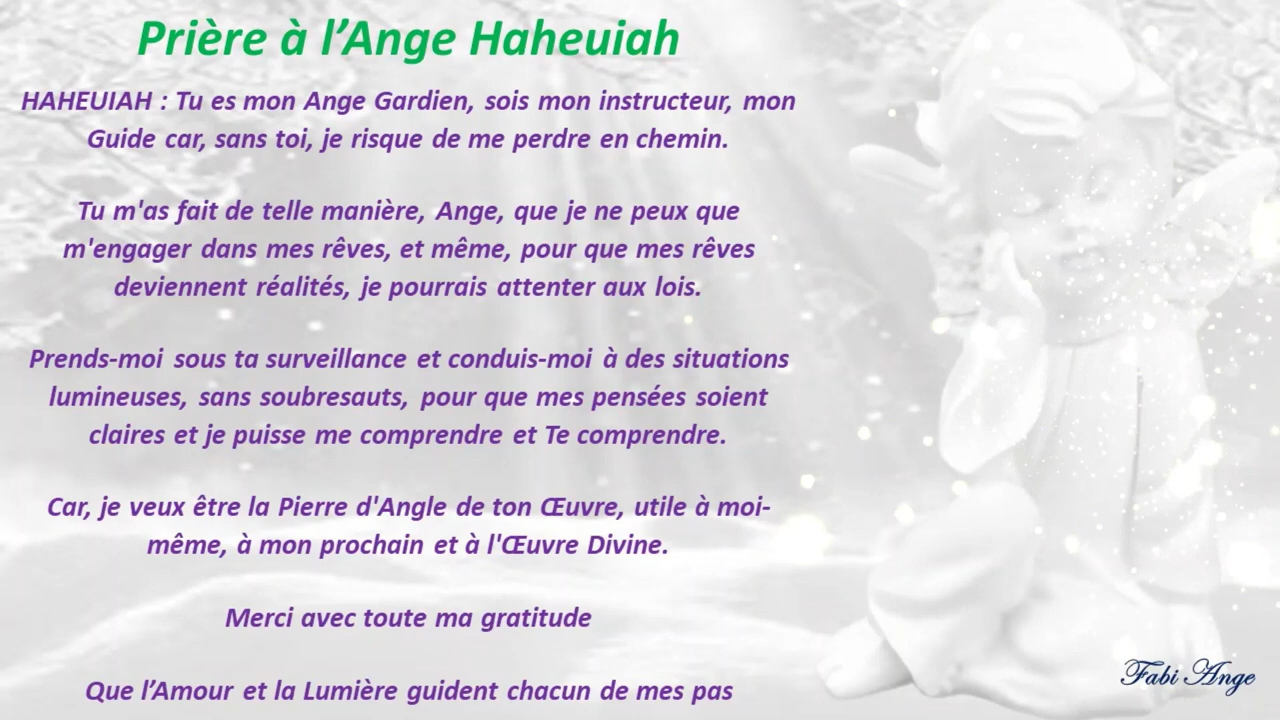 Prière à l’Ange Haheuiah
HAHEUIAH : Tu es mon Ange Gardien, sois mon instructeur, mon
Guide car, sans toi, je risque de me perdre en chemin.
Tu m'as fait de telle manière, Ange, que je ne peux que
m'engager dans mes rêves, et même, pour que mes rêves
deviennent réalités, je pourrais attenter aux lois.
Prends-moi sous ta surveillance et conduis-moi à des situations
lumineuses, sans soubresauts, pour que mes pensées soient
claires et je puisse me comprendre et Te comprendre.
Car, je veux être la Pierre d'Angle de ton Œuvre, utile à moi-
même, à mon prochain et à l'Œuvre Divine.
Merci avec toute ma gratitude
Que l’Amour et la Lumière guident chacun de mes pas
Fabi Ange